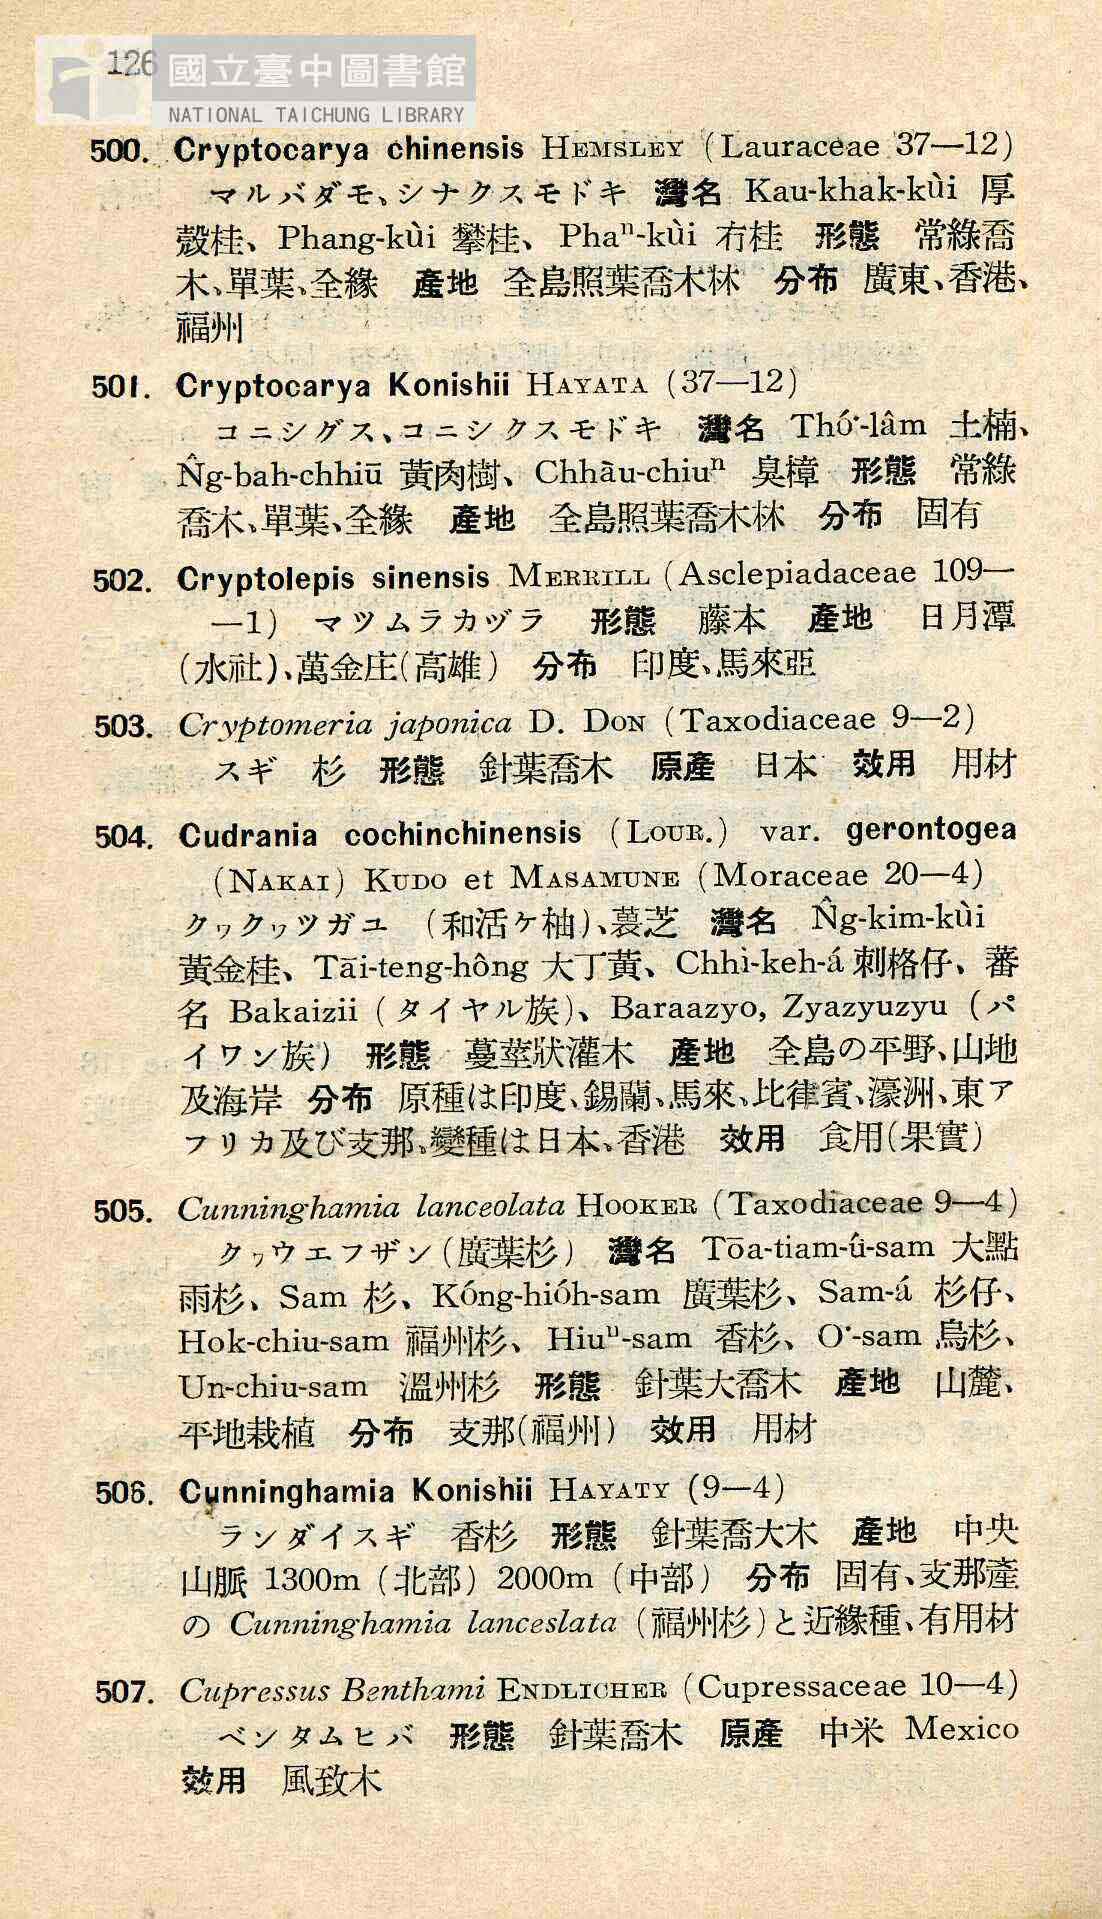 126
國立臺中圖書館
NATIONAL TAICHUNG LIBRARY
500. Cryptocarya chinensis HEMSLEY (Lauraceae 37—12)
マルバダモ、シナクスモドキ 灣名 Kau-khak-kùi 厚
殼桂、Phang-kùi 攀桂、Phaⁿ-kùi 冇桂 形態 常綠喬
木、單葉、全緣 產地 全島照葉喬木林 分布 廣東、香港、
福州
501. Cryptocarya Konishii HAYATA (37—12)
コニシグス、コニシクスモドキ 灣名 Thó͘-lâm 土楠、
N̂g-bah-chhiū 黃肉樹、Chhàu-chiuⁿ 臭樟 形態 常綠
喬木、單葉、全緣 產地 全島照葉喬木林 分布 固有
502. Cryptolepis sinensis MERRILL (Asclepiadaceae 109—
—1) マツムラカヅラ 形態 藤本 產地 日月潭
(水社)、萬金庄(高雄) 分布 印度、馬來亞
503. Cryptomeria japonica D. DON (Taxodiaceae 9—2)
スギ 杉 形態 針葉喬木 原產 日本 效用 用材
504. Cudrania cochinchinensis (LOUR.) var. gerontogea
(NAKAI) KUDO et MASAMUNE (Moraceae 20—4)
クヮクヮツガユ (和活ケ柚)、蘘芝 灣名 N̂g-kim-kùi
黃金桂、Tāi-teng-hông 大丁黃、Chhì-keh-á 刺格仔、蕃
名 Bakaizii (タイヤル族)、Baraazyo, Zyazyuzyu (パ
イワン族) 形態 蔓莖狀灌木 產地 全島の平野、山地
及海岸 分布 原種は印度、錫蘭、馬來、比律賓、濠洲、東ア
フリカ及び支那、變種は日本、香港 效用 食用(果實)
505. Cunninghamia lanceolata HOOKER (Taxodiaceae 9—4)
クヮウエフザン(廣葉杉) 灣名 Tōa-tiam-û-sam 大點
雨杉、Sam 杉、Kóng-hióh-sam 廣葉杉、Sam-á 杉仔、
Hok-chiu-sam 福州杉、Hiuⁿ-sam 香杉、O͘-sam 烏杉、
Un-chiu-sam 溫州杉 形態 針葉大喬木 產地 山麓、
平地栽植 分布 支那(福州) 效用 用材
506. Cunninghamia Konishii HAYATY (9—4)
ランダイスギ 香杉 形態 針葉喬大木 產地 中央
山脈 1300m (北部) 2000m (中部) 分布 固有、支那產
の Cunninghamia lanceslata (福州杉)と近緣種、有用材
507. Cupressus Benthami ENDLICHER (Cupressaceae 10—4)
ベンタムヒバ 形態 針葉喬木 原產 中米 Mexico
效用 風致木